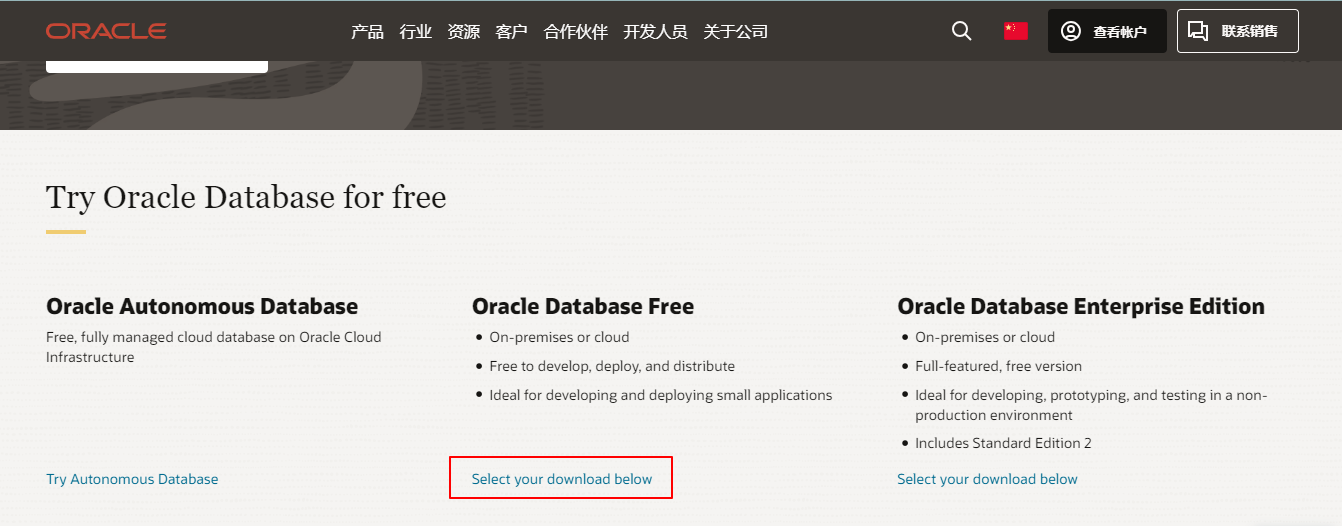 ORACLE 产品 行业 资源 客户 合作伙伴 开发人员 关于公司 查看帐户 联系销售
Try Oracle Database for free
Oracle Autonomous Database
Free, fully managed cloud database on Oracle Cloud
Infrastructure
Try Autonomous Database
Oracle Database Free
• On-premises or cloud
• Free to develop, deploy, and distribute
• Ideal for developing and deploying small applications
Select your download below
Oracle Database Enterprise Edition
• On-premises or cloud
• Full-featured, free version
• Ideal for developing, prototyping, and testing in a non-
production environment
• Includes Standard Edition 2
Select your download below